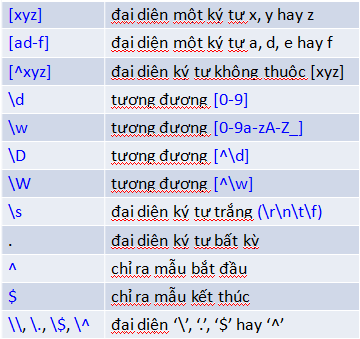 [xyz] đại diện một ký tự x, y hay z
[ad-f] đại diện một ký tự a, d, e hay f
[^xyz] đại diện ký tự không thuộc [xyz]
\d tương đương [0-9]
\w tương đương [0-9a-zA-Z_]
\D tương đương [^\d]
\W tương đương [^\w]
\s đại diện ký tự trắng (\r\n\t\f)
. đại diện ký tự bất kỳ
^ chỉ ra mẫu bắt đầu
$ chỉ ra mẫu kết thúc
\\, \., \$, \^ đại diện ‘\’, ‘.’, ‘$’ hay ‘^’